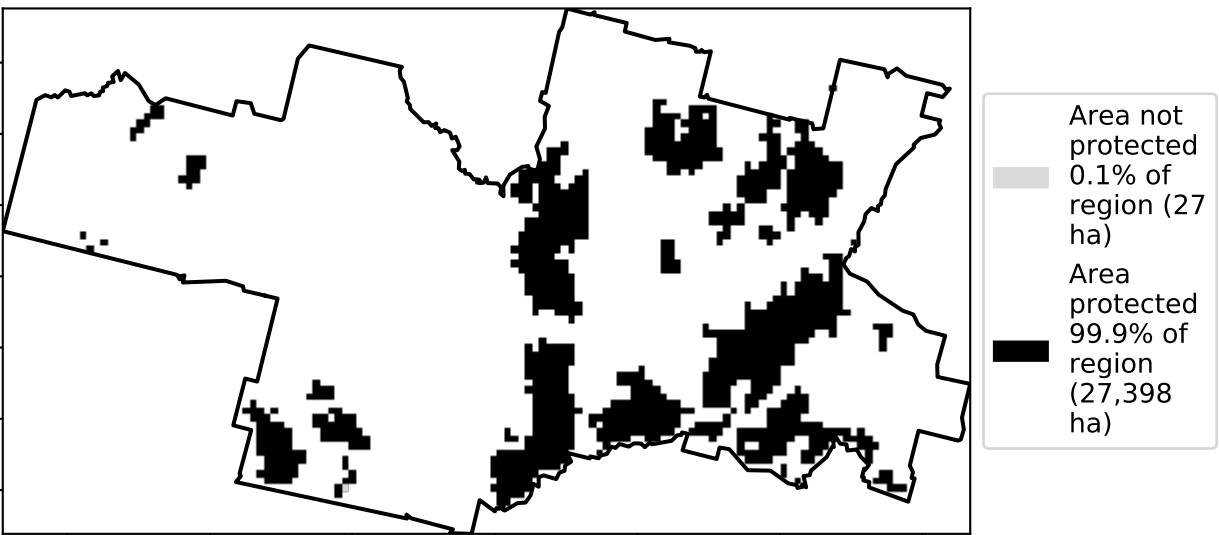 Area not
protected
0.1% of
region (27
ha)
Area
protected
99.9% of
region
(27,398
ha)